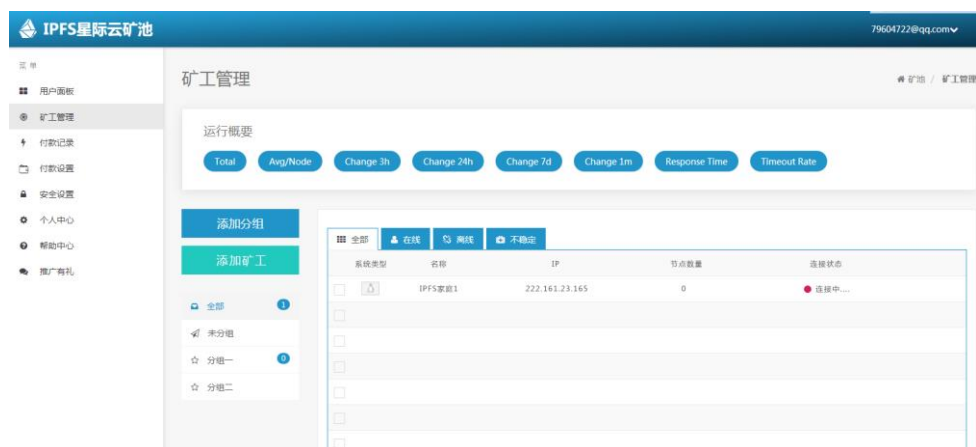 IPFS星际云矿池
79604722@qq.com
菜单
用户面板
矿工管理
付款记录
付款设置
安全设置
个人中心
帮助中心
推广有礼
矿工管理
矿池 / 矿工管理
运行概要
Total Avg/Node Change 3h Change 24h Change 7d Change 1m Response Time Timeout Rate
添加分组
添加矿工
全部 1
未分组
分组一 0
分组二
全部 在线 离线 不稳定
系统类型 名称 IP 节点数量 连接状态
IPFS家庭1 222.161.23.165 0 连接中....